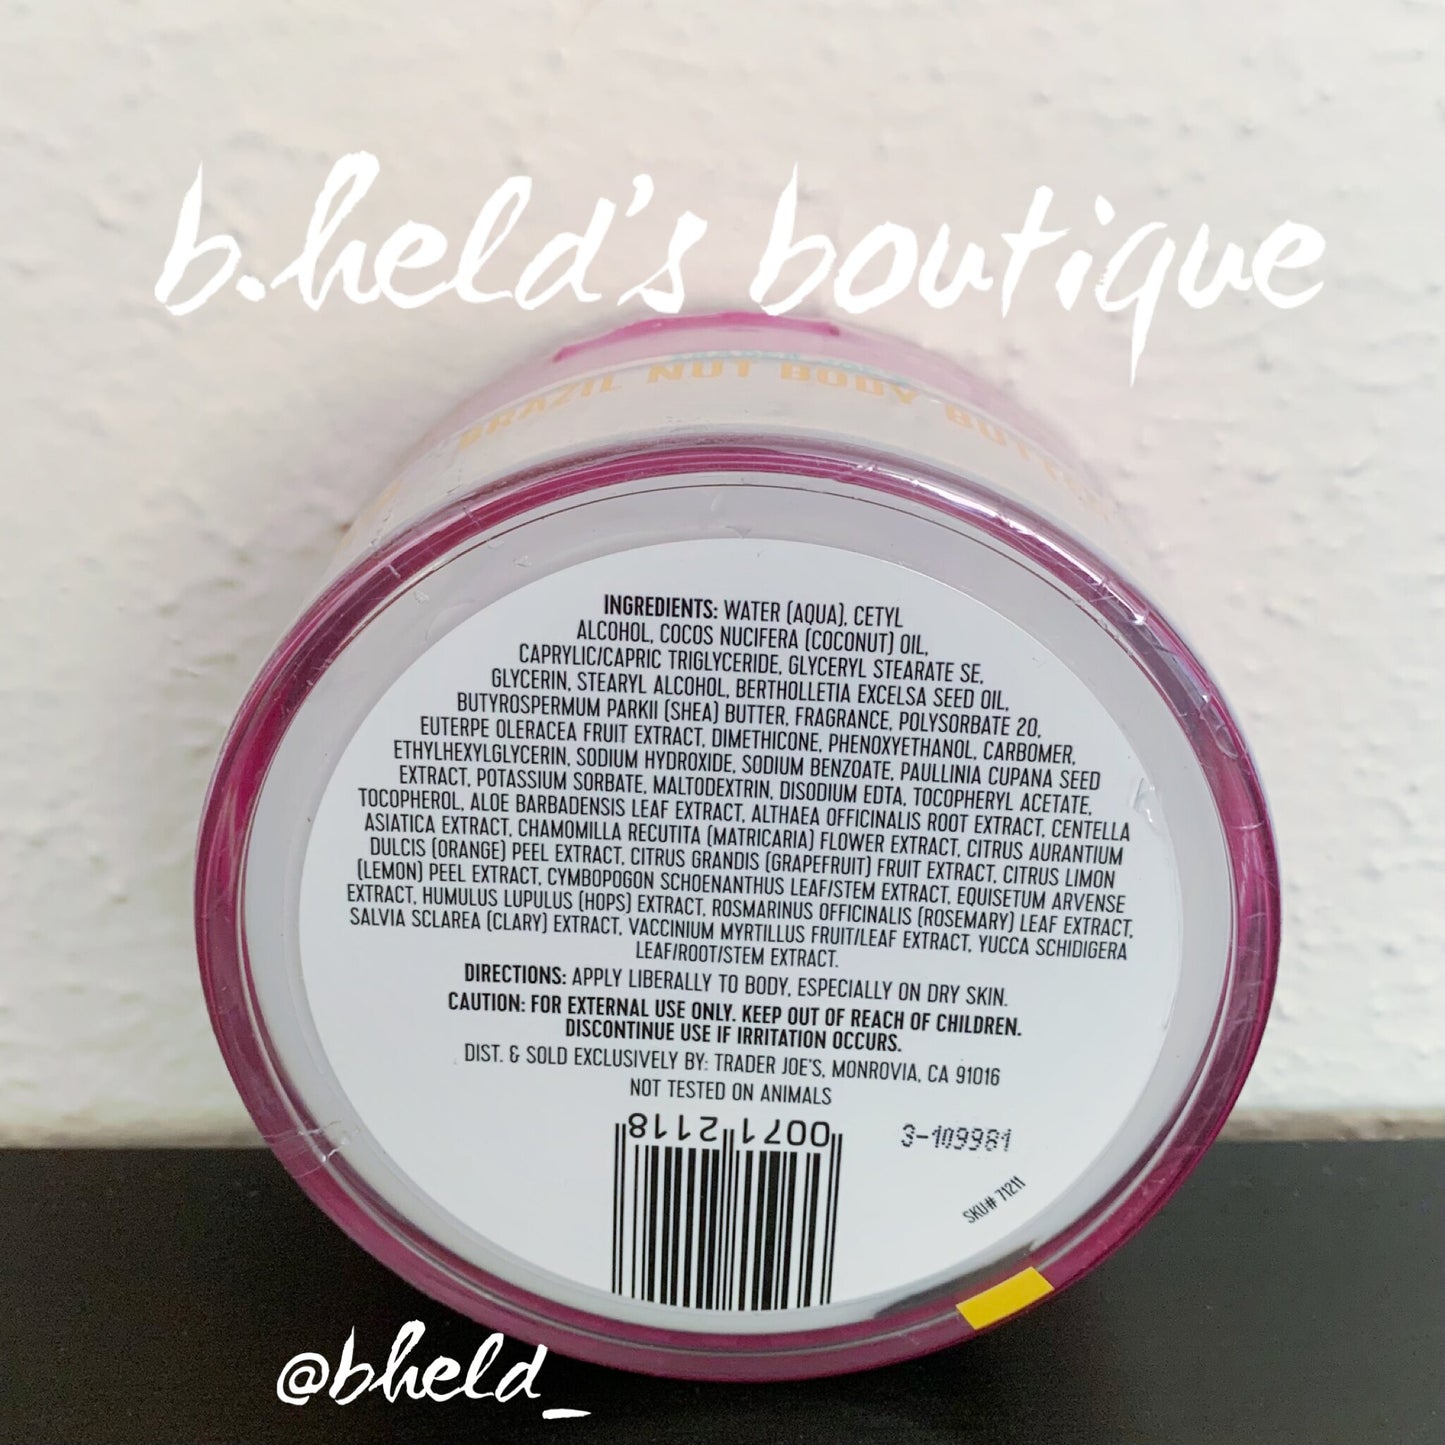 b.held's boutique
BRAZIL NUT BODY BUTTER
INGREDIENTS: WATER (AQUA), CETYL
ALCOHOL, COCOS NUCIFERA (COCONUT) OIL,
CAPRYLIC/CAPRIC TRIGLYCERIDE, GLYCERYL STEARATE SE,
GLYCERIN, STEARYL ALCOHOL, BERTHOLLETIA EXCELSA SEED OIL,
BUTYROSPERMUM PARKII (SHEA) BUTTER, FRAGRANCE, POLYSORBATE 20,
EUTERPE OLERACEA FRUIT EXTRACT, DIMETHICONE, PHENOXYETHANOL, CARBOMER,
ETHYLHEXYLGLYCERIN, SODIUM HYDROXIDE, SODIUM BENZOATE, PAULLINIA CUPANA SEED
EXTRACT, POTASSIUM SORBATE, MALTODEXTRIN, DISODIUM EDTA, TOCOPHERYL ACETATE,
TOCOPHEROL, ALOE BARBADENSIS LEAF EXTRACT, ALTHAEA OFFICINALIS ROOT EXTRACT, CENTELLA
ASIATICA EXTRACT, CHAMOMILLA RECUTITA (MATRICARIA) FLOWER EXTRACT, CITRUS AURANTIUM
DULCIS (ORANGE) PEEL EXTRACT, CITRUS GRANDIS (GRAPEFRUIT) FRUIT EXTRACT, CITRUS LIMON
(LEMON) PEEL EXTRACT, CYMBOPOGON SCHOENANTHUS LEAF/STEM EXTRACT, EQUISETUM ARVENSE
EXTRACT, HUMULUS LUPULUS (HOPS) EXTRACT, ROSMARINUS OFFICINALIS (ROSEMARY) LEAF EXTRACT,
SALVIA SCLAREA (CLARY) EXTRACT, VACCINIUM MYRTILLUS FRUIT/LEAF EXTRACT, YUCCA SCHIDIGERA
LEAF/ROOT/STEM EXTRACT.
DIRECTIONS: APPLY LIBERALLY TO BODY, ESPECIALLY ON DRY SKIN.
CAUTION: FOR EXTERNAL USE ONLY. KEEP OUT OF REACH OF CHILDREN.
DISCONTINUE USE IF IRRITATION OCCURS.
DIST. & SOLD EXCLUSIVELY BY: TRADER JOE'S, MONROVIA, CA 91016
NOT TESTED ON ANIMALS
0071 2118
3-109981
SKU# 71211
@bheld_